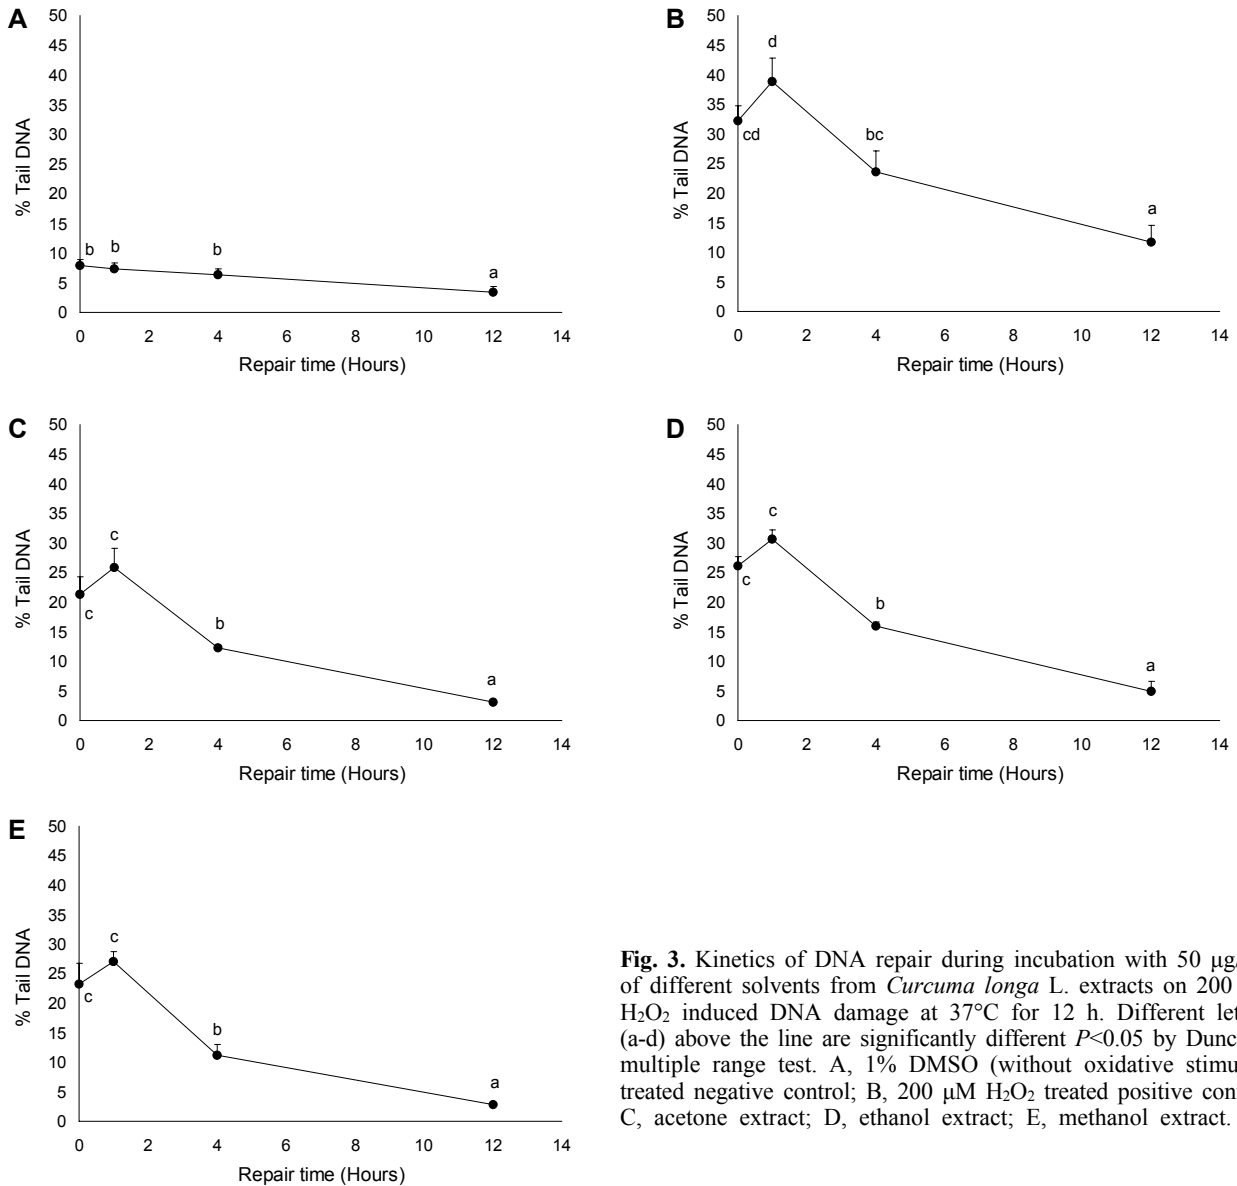 A
50
45
40
35
30
25
20
15
10
5
0
% Tail DNA
b
b
b
a
0 2 4 6 8 10 12 14
Repair time (Hours)
B
50
45
40
35
30
25
20
15
10
5
0
% Tail DNA
cd
d
bc
a
0 2 4 6 8 10 12 14
Repair time (Hours)
C
50
45
40
35
30
25
20
15
10
5
0
% Tail DNA
c
c
b
a
0 2 4 6 8 10 12 14
Repair time (Hours)
D
50
45
40
35
30
25
20
15
10
5
0
% Tail DNA
c
c
b
a
0 2 4 6 8 10 12 14
Repair time (Hours)
E
50
45
40
35
30
25
20
15
10
5
0
% Tail DNA
c
c
b
a
0 2 4 6 8 10 12 14
Repair time (Hours)
Fig. 3. Kinetics of DNA repair during incubation with 50 μg/
of different solvents from Curcuma longa L. extracts on 200
H₂O₂ induced DNA damage at 37°C for 12 h. Different let
(a-d) above the line are significantly different P<0.05 by Dunc
multiple range test. A, 1% DMSO (without oxidative stimu
treated negative control; B, 200 μM H₂O₂ treated positive cont
C, acetone extract; D, ethanol extract; E, methanol extract.